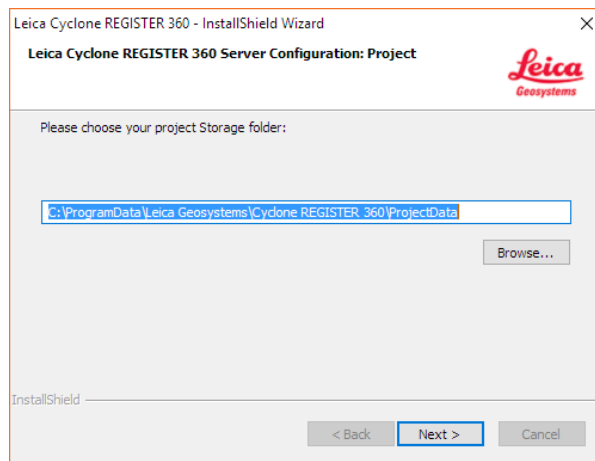 Leica Cyclone REGISTER 360 - InstallShield Wizard
Leica Cyclone REGISTER 360 Server Configuration: Project
Leica
Geosystems
Please choose your project Storage folder:
C:\ProgramData\Leica Geosystems\Cyclone REGISTER 360\ProjectData
Browse...
InstallShield
< Back Next > Cancel